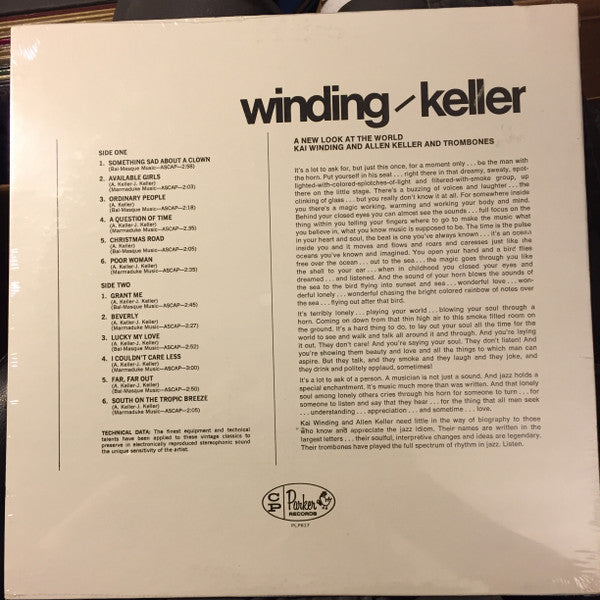 winding/keller
A NEW LOOK AT THE WORLD
KAI WINDING AND ALLEN KELLER AND TROMBONES
SIDE ONE
1. SOMETHING SAD ABOUT A CLOWN
(Bal-Masque Music—ASCAP—2:58)
2. AVAILABLE GIRLS
(A. Keller-J. Keller)
(Marmaduke Music—ASCAP—2:03)
3. ORDINARY PEOPLE
(A. Keller)
(Bal-Masque Music—ASCAP—2:18)
4. A QUESTION OF TIME
(A. Keller-J. Keller)
(Marmaduke Music—ASCAP—2.35)
5. CHRISTMAS ROAD
(A. Keller)
(Bal-Masque Music—ASCAP—2:05)
6. POOR WOMAN
(A. Keller-J. Keller)
(Marmaduke Music—ASCAP—2:35)
SIDE TWO
1. GRANT ME
(A. Keller-J. Keller)
(Bal-Masque Music—ASCAP—2:45)
2. BEVERLY
(A. Keller-J. Keller)
(Marmaduke Music—ASCAP—3:27)
3. LUCKY MY LOVE
(A. Keller-J. Keller)
(Bal-Masque Music—ASCAP—2:52)
4. I COULDN'T CARE LESS
(A. Keller-J. Keller)
(Marmaduke Music—ASCAP—3:00)
5. FAR, FAR OUT
(A. Keller-J. Keller)
(Bal-Masque Music—ASCAP—2:50)
6. SOUTH ON THE TROPIC BREEZE
(A. Keller-J. Keller)
(Marmaduke Music—ASCAP—2:05)
TECHNICAL DATA: The finest equipment and technical
talents have been applied to these vintage classics to
preserve in electronically reproduced stereophonic sound
the unique sensitivity of the artist.
It's a lot to ask for, but just this once, for a moment only . . . be the man with
the horn. Put yourself in his seat . . . right there in that dreamy, sweaty, spot-
lighted-with-colored-splotches-of-light and filtered-with-smoke group, up
there on the little stage. There's a buzzing of voices and laughter . . . the
clinking of glass . . . but you really don't know it at all. For somewhere inside
you there's a magic working, warming and working your body and mind.
Behind your closed eyes you can almost see the sounds . . . full focus on the
thing within you telling your fingers where to go to make the music what
you believe in, what you know music is supposed to be. The time is the pulse
in your heart and soul, the beat is one you've always known . . . it's an ocean
inside you and it moves and flows and roars and caresses just like the
oceans you've known and imagined. You open your hand and a bird flies
free over the ocean . . . out to the sea . . . the magic goes through you like
the shell to your ear . . . when in childhood you closed your eyes and
dreamed . . . and listened. And the sound of your horn blows the sounds of
the sea to the bird flying into sunset and sea . . . wonderful love . . . won-
derful lonely . . . wonderful chasing the bright colored rainbow of notes over
the sea . . . flying out after that bird.
It's terribly lonely . . . playing your world . . . blowing your soul through a
horn. Coming on down from that thin high air to this smoke filled room on
the ground. It's a hard thing to do, to lay out your soul all the time for the
world to see and walk and talk all around it and through. And you're laying
it out. They don't care! And you're saying your soul. They don't listen! And
you're showing them beauty and love and all the things to which man can
aspire. But they talk, and they smoke and they laugh and they joke, and
they drink and politely applaud, sometimes!
It's a lot to ask of a person. A musician is not just a sound. And jazz holds a
special enchantment. It's music much more than was written. And that lonely
soul among lonely others cries through his horn for someone to turn . . . for
someone to listen and say that they hear . . . for the thing that all men seek
. . . understanding . . . appreciation . . . and sometime . . . love.
Kai Winding and Allen Keller need little in the way of biography to those
who know and appreciate the jazz idiom. Their names are written in the
largest letters . . . their soulful, interpretive changes and ideas are legendary.
Their trombones have played the full spectrum of rhythm in jazz. Listen.
CP Parker
RECORDS
PLP817